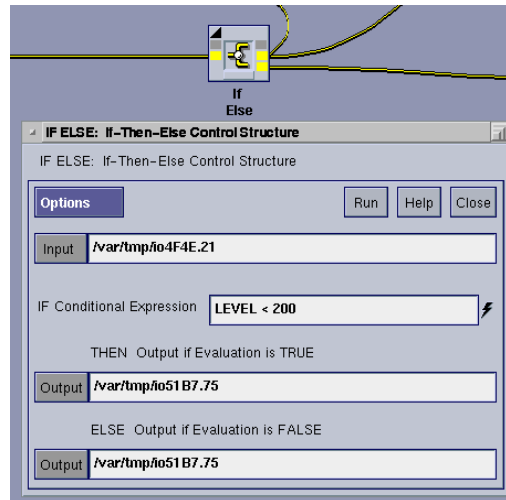 If
Else
IF ELSE: If-Then-Else Control Structure
IF ELSE: If-Then-Else Control Structure
Options Run Help Close
Input /var/tmp/io4F4E.21
IF Conditional Expression LEVEL < 200
THEN Output if Evaluation is TRUE
Output /var/tmp/io51B7.75
ELSE Output if Evaluation is FALSE
Output /var/tmp/io51B7.75